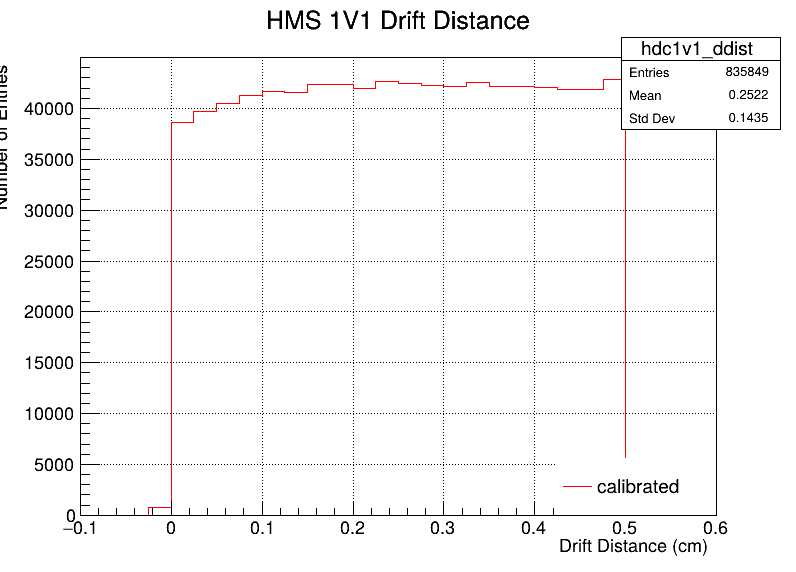 HMS 1V1 Drift Distance
hdc1v1_ddist
Entries 835849
Mean 0.2522
Std Dev 0.1435
Number of Entries
40000
35000
30000
25000
20000
15000
10000
5000
0
−0.1 0 0.1 0.2 0.3 0.4 0.5 0.6
calibrated
Drift Distance (cm)